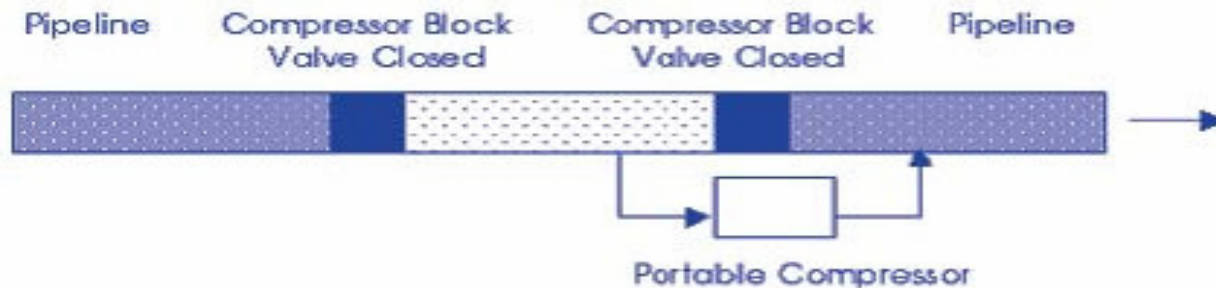 Pipeline
Compressor Block
Valve Closed
Compressor Block
Valve Closed
Pipeline
Portable Compressor